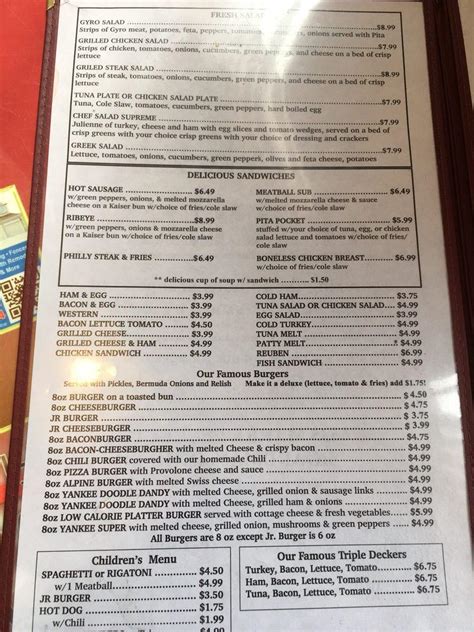 FRESH SALADS
GYRO SALAD $8.99
Strips of Gyro meat, potatoes, feta, peppers, tomatoes, onions served with Pita
GRILLED CHICKEN SALAD $7.99
Strips of chicken, tomatoes, onions, cucumbers, green peppers, and cheese on a bed of crisp
lettuce
GRILED STEAK SALAD $8.99
Strips of steak, tomatoes, onions, cucumbers, green peppers, and cheese on a bed of crisp
lettuce
TUNA PLATE OR CHICKEN SALAD PLATE $7.99
Tuna, Cole Slaw, tomatoes, cucumbers, green peppers, hard boiled egg
CHEF SALAD SUPREME $7.99
Julienne of turkey, cheese and ham with egg slices and tomato wedges, served on a bed of
crisp greens with your choice crisp greens with your choice of dressing and crackers
GREEK SALAD $7.99
Lettuce, tomatoes, onions, cucumbers, green peppers, olives and feta cheese, potatoes
DELICIOUS SANDWICHES
HOT SAUSAGE $6.49
w/green peppers, onions, & melted mozzarella
cheese on a Kaiser bun w/choice of fries/cole slaw
RIBEYE $8.99
w/green peppers, onions & mozzarella cheese
on a Kaiser bun w/choice of fries/cole slaw
PHILLY STEAK & FRIES $6.49
MEATBALL SUB $6.49
w/melted mozzarella cheese & sauce
w/choice of fries/cole slaw
PITA POCKET $5.99
stuffed w/your choice of tuna, egg, or chicken
salad lettuce and tomatoes w/choice of fries/cole
slaw
BONELESS CHICKEN BREAST $6.99
w/choice of fries/cole slaw
** delicious cup of soup w/ sandwich $1.50
HAM & EGG $3.99
BACON & EGG $3.99
WESTERN $3.99
BACON LETTUCE TOMATO $4.50
GRILLED CHEESE $3.99
GRILLED CHEESE & HAM $4.99
CHICKEN SANDWICH $4.99
COLD HAM $3.75
TUNA SALAD OR CHICKEN SALAD $4.99
EGG SALAD $3.99
COLD TURKEY $4.99
TUNA MELT $4.99
PATTY MELT $4.99
REUBEN $6.99
FISH SANDWICH $4.99
Our Famous Burgers
Served with Pickles, Bermuda Onions and Relish Make it a deluxe (lettuce, tomato & fries) add $1.75!
8oz BURGER on a toasted bun $4.50
8oz CHEESEBURGER $ 4.75
JR BURGER $ 3.75
JR CHEESEBURGER $ 3.99
8oz BACONBURGER $4.75
8oz BACON-CHEESEBURGHER with melted Cheese & crispy bacon $4.99
8oz CHILI BURGER covered with our homemade Chili $4.99
8oz PIZZA BURGER with Provolone cheese and sauce $4.99
8oz ALPINE BURGER with melted Swiss cheese $4.99
8oz YANKEE DOODLE DANDY with melted Cheese, grilled onion & sausage links $4.99
8oz YANKEE DOODLE DANDY with melted Cheese, grilled ham & onions $4.99
8oz LOW CALORIE PLATTER BURGER served with cottage cheese & fresh vegetables $5.99
8oz YANKEE SUPER with melted cheese, grilled onion, mushrooms & green peppers $4.99
All Burgers are 8 oz except Jr. Burger is 6 oz
Children's Menu
SPAGHETTI or RIGATONI $4.50
w/1 Meatball $4.99
JR BURGER $3.50
HOT DOG $1.75
w/Chili $1.99
$4.00
Our Famous Triple Deckers
Turkey, Bacon, Lettuce, Tomato $6.75
Ham, Bacon, Lettuce, Tomato $6.75
Tuna, Bacon, Lettuce, Tomato $6.75
& More